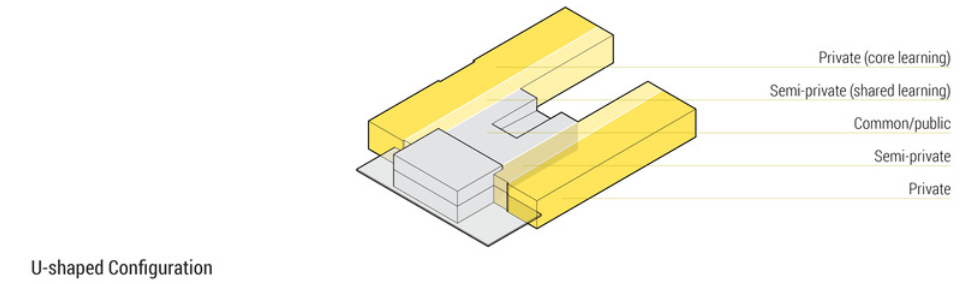 Private (core learning)
Semi-private (shared learning)
Common/public
Semi-private
Private
U-shaped Configuration